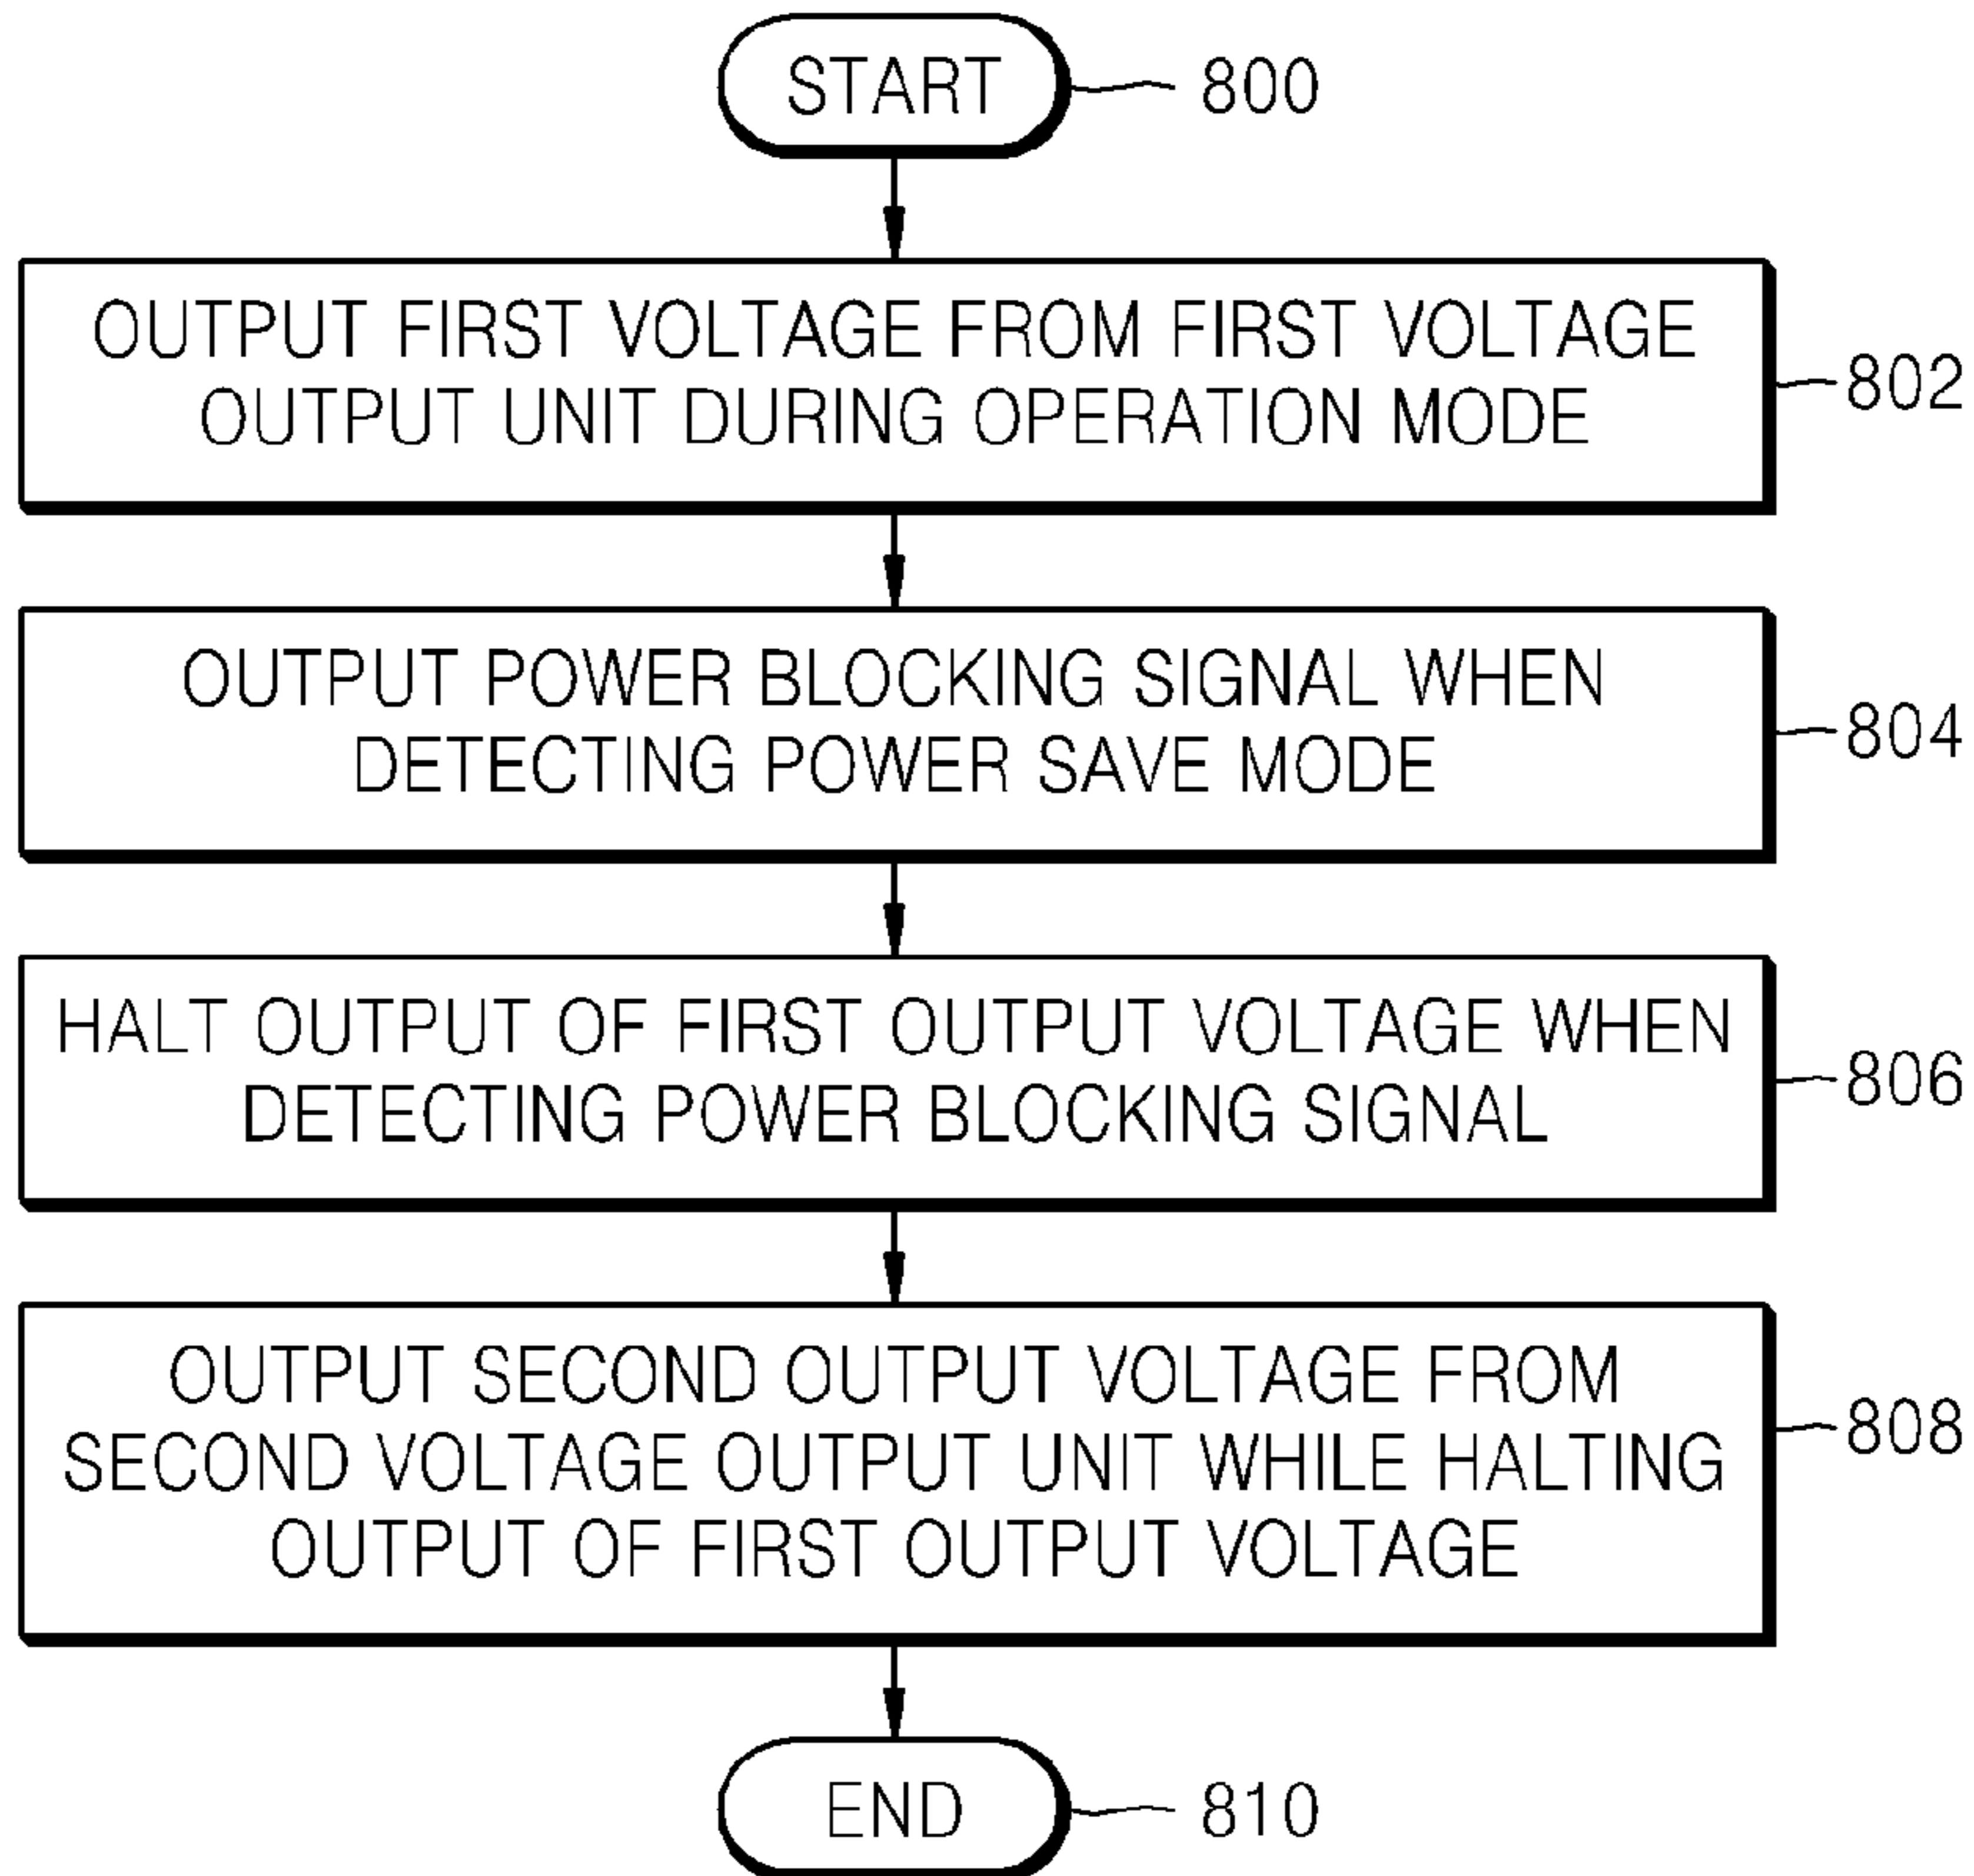 START 800
OUTPUT FIRST VOLTAGE FROM FIRST VOLTAGE
OUTPUT UNIT DURING OPERATION MODE
802
OUTPUT POWER BLOCKING SIGNAL WHEN
DETECTING POWER SAVE MODE
804
HALT OUTPUT OF FIRST OUTPUT VOLTAGE WHEN
DETECTING POWER BLOCKING SIGNAL
806
OUTPUT SECOND OUTPUT VOLTAGE FROM
SECOND VOLTAGE OUTPUT UNIT WHILE HALTING
OUTPUT OF FIRST OUTPUT VOLTAGE
808
END 810